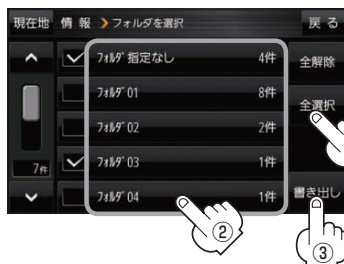 現在地 情 報 フォルダを選択 戻 る
フォルダ 指定なし 4件
全解除
フォルダ 01 8件
全選択
フォルダ 02 2件
フォルダ 03 1件
7件
フォルダ 04 1件
書き出し
②
③